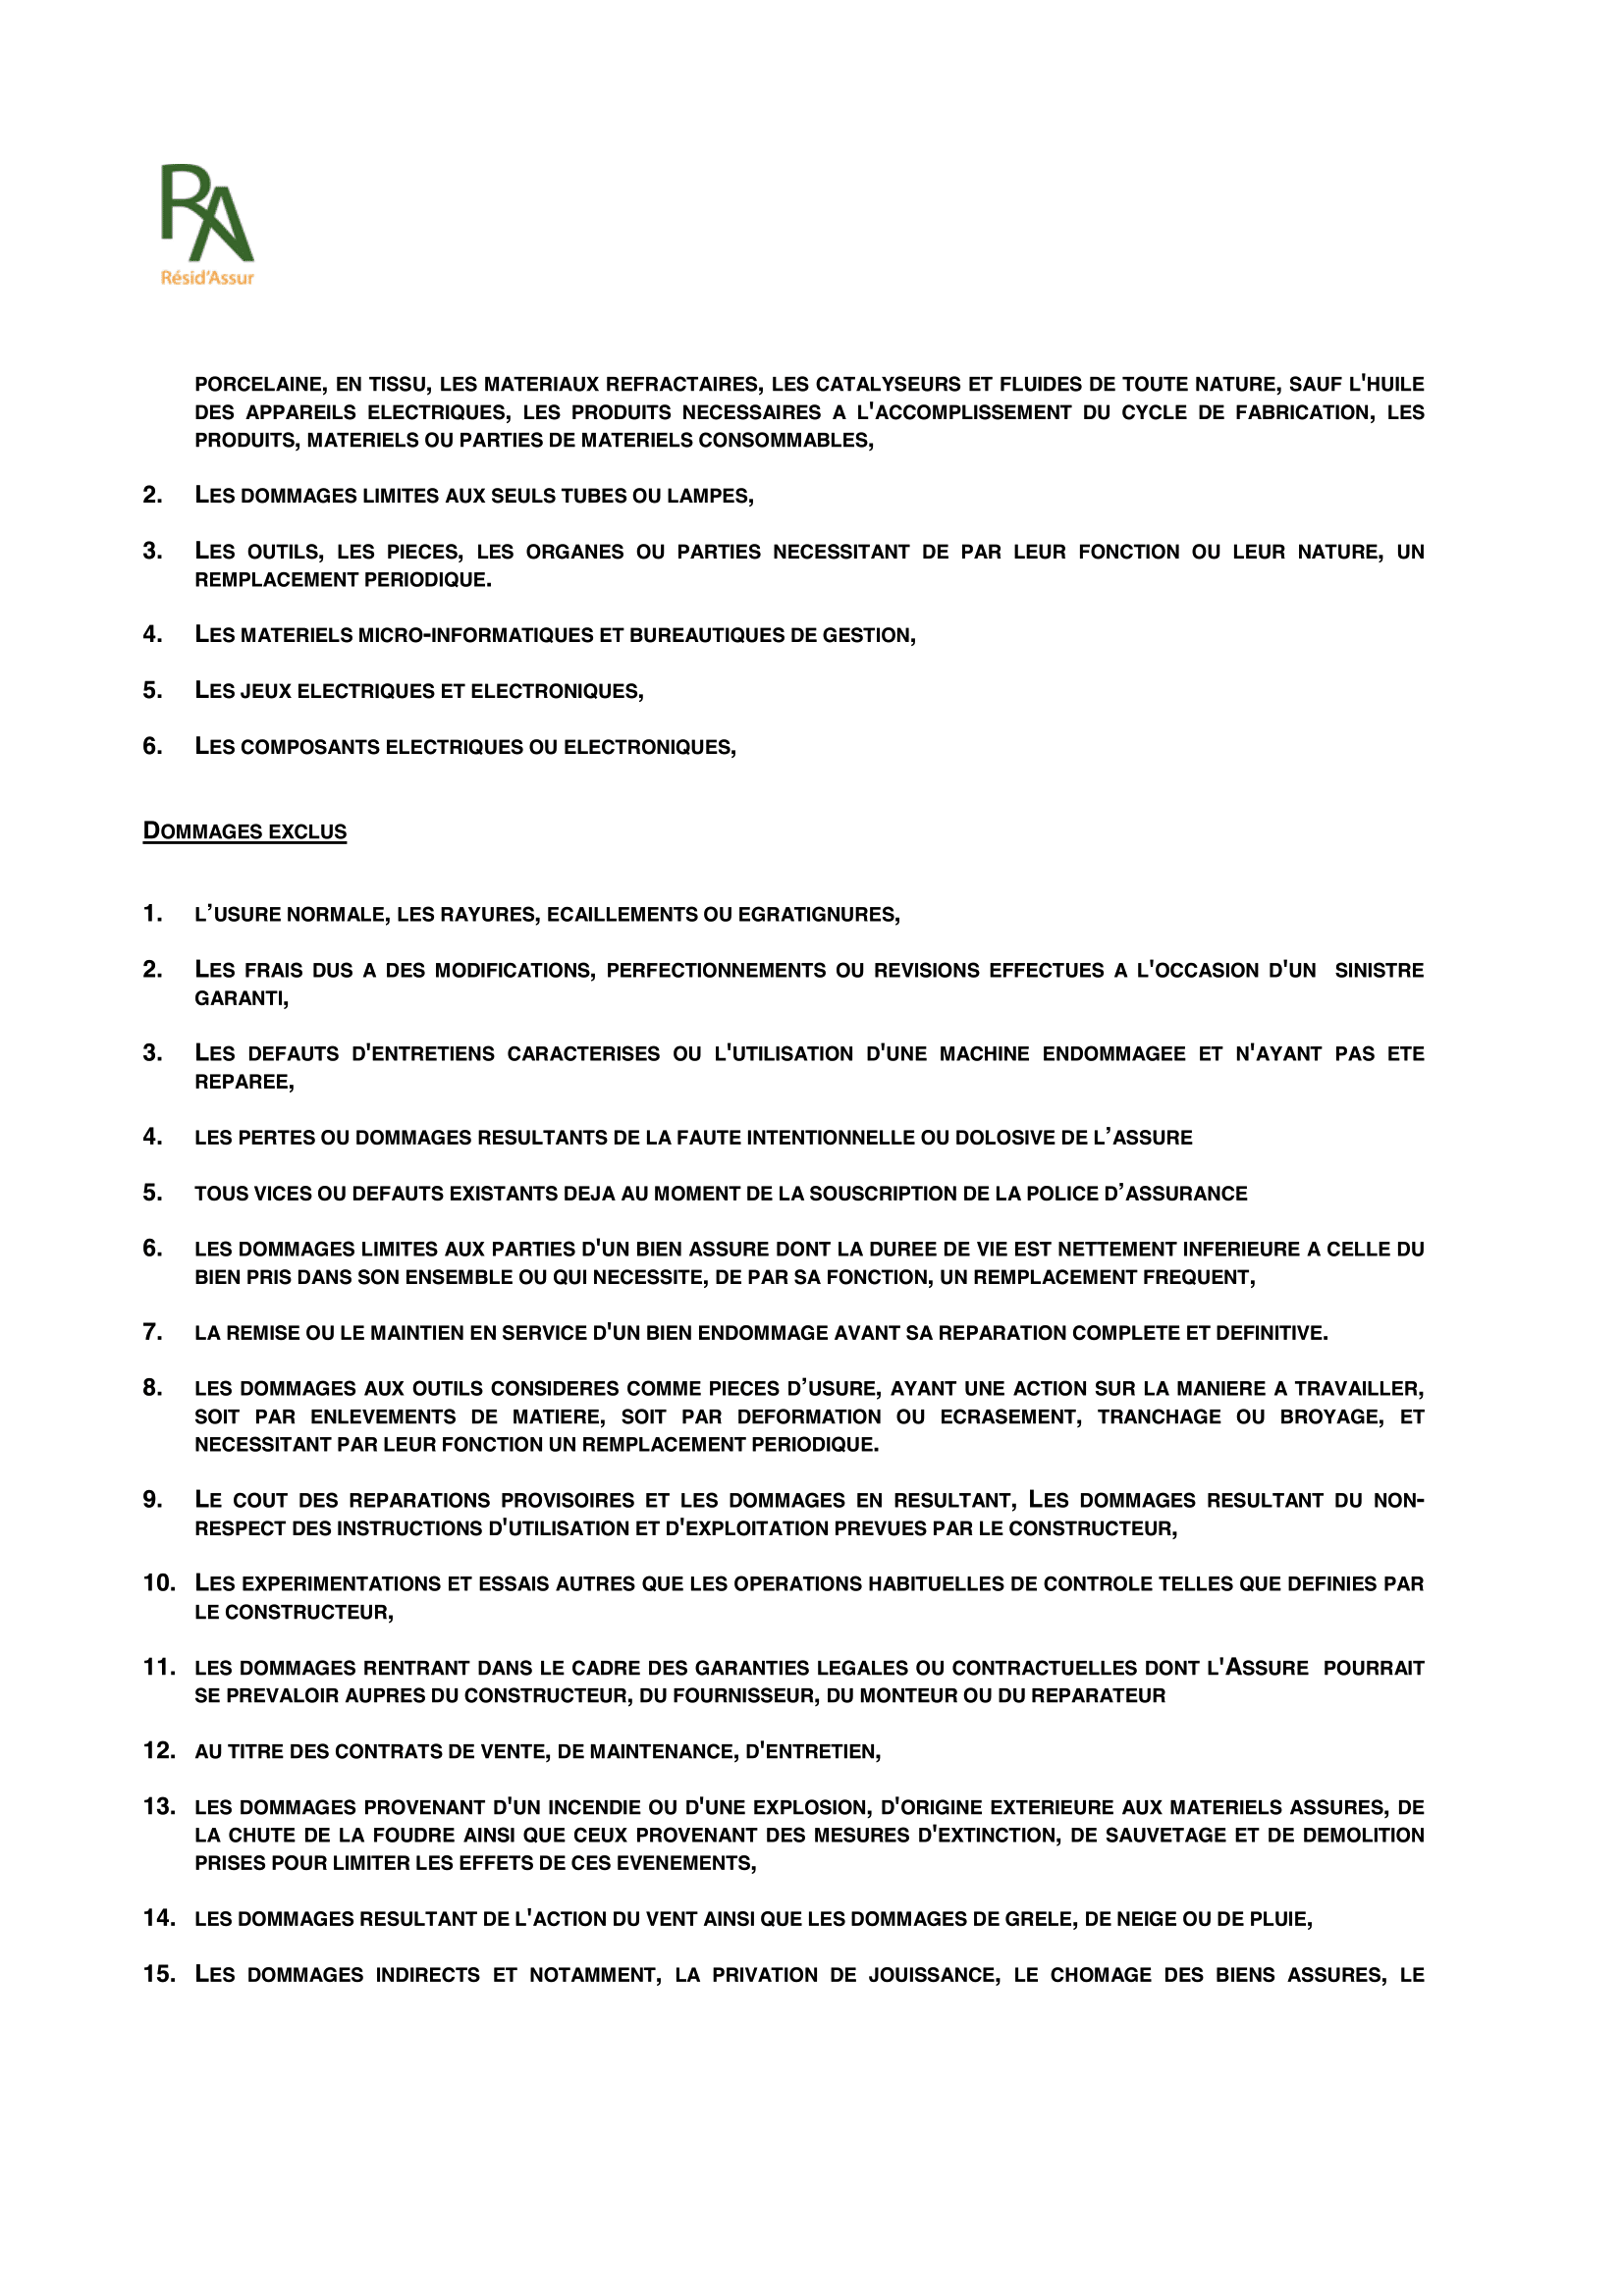 RA
Résid'Assur
PORCELAINE, EN TISSU, LES MATERIAUX REFRACTAIRES, LES CATALYSEURS ET FLUIDES DE TOUTE NATURE, SAUF L'HUILE
DES APPAREILS ELECTRIQUES, LES PRODUITS NECESSAIRES A L'ACCOMPLISSEMENT DU CYCLE DE FABRICATION, LES
PRODUITS, MATERIELS OU PARTIES DE MATERIELS CONSOMMABLES,
2. LES DOMMAGES LIMITES AUX SEULS TUBES OU LAMPES,
3. LES OUTILS, LES PIECES, LES ORGANES OU PARTIES NECESSITANT DE PAR LEUR FONCTION OU LEUR NATURE, UN
REMPLACEMENT PERIODIQUE.
4. LES MATERIELS MICRO-INFORMATIQUES ET BUREAUTIQUES DE GESTION,
5. LES JEUX ELECTRIQUES ET ELECTRONIQUES,
6. LES COMPOSANTS ELECTRIQUES OU ELECTRONIQUES,
DOMMAGES EXCLUS
1. L’USURE NORMALE, LES RAYURES, ECAILLEMENTS OU EGRATIGNURES,
2. LES FRAIS DUS A DES MODIFICATIONS, PERFECTIONNEMENTS OU REVISIONS EFFECTUES A L'OCCASION D'UN SINISTRE
GARANTI,
3. LES DEFAUTS D'ENTRETIENS CARACTERISES OU L'UTILISATION D'UNE MACHINE ENDOMMAGEE ET N'AYANT PAS ETE
REPAREE,
4. LES PERTES OU DOMMAGES RESULTANTS DE LA FAUTE INTENTIONNELLE OU DOLOSIVE DE L’ASSURE
5. TOUS VICES OU DEFAUTS EXISTANTS DEJA AU MOMENT DE LA SOUSCRIPTION DE LA POLICE D’ASSURANCE
6. LES DOMMAGES LIMITES AUX PARTIES D'UN BIEN ASSURE DONT LA DUREE DE VIE EST NETTEMENT INFERIEURE A CELLE DU
BIEN PRIS DANS SON ENSEMBLE OU QUI NECESSITE, DE PAR SA FONCTION, UN REMPLACEMENT FREQUENT,
7. LA REMISE OU LE MAINTIEN EN SERVICE D'UN BIEN ENDOMMAGE AVANT SA REPARATION COMPLETE ET DEFINITIVE.
8. LES DOMMAGES AUX OUTILS CONSIDERES COMME PIECES D’USURE, AYANT UNE ACTION SUR LA MANIERE A TRAVAILLER,
SOIT PAR ENLEVEMENTS DE MATIERE, SOIT PAR DEFORMATION OU ECRASEMENT, TRANCHAGE OU BROYAGE, ET
NECESSITANT PAR LEUR FONCTION UN REMPLACEMENT PERIODIQUE.
9. LE COUT DES REPARATIONS PROVISOIRES ET LES DOMMAGES EN RESULTANT, LES DOMMAGES RESULTANT DU NON-
RESPECT DES INSTRUCTIONS D'UTILISATION ET D'EXPLOITATION PREVUES PAR LE CONSTRUCTEUR,
10. LES EXPERIMENTATIONS ET ESSAIS AUTRES QUE LES OPERATIONS HABITUELLES DE CONTROLE TELLES QUE DEFINIES PAR
LE CONSTRUCTEUR,
11. LES DOMMAGES RENTRANT DANS LE CADRE DES GARANTIES LEGALES OU CONTRACTUELLES DONT L'ASSURE POURRAIT
SE PREVALOIR AUPRES DU CONSTRUCTEUR, DU FOURNISSEUR, DU MONTEUR OU DU REPARATEUR
12. AU TITRE DES CONTRATS DE VENTE, DE MAINTENANCE, D'ENTRETIEN,
13. LES DOMMAGES PROVENANT D'UN INCENDIE OU D'UNE EXPLOSION, D'ORIGINE EXTERIEURE AUX MATERIELS ASSURES, DE
LA CHUTE DE LA FOUDRE AINSI QUE CEUX PROVENANT DES MESURES D'EXTINCTION, DE SAUVETAGE ET DE DEMOLITION
PRISES POUR LIMITER LES EFFETS DE CES EVENEMENTS,
14. LES DOMMAGES RESULTANT DE L'ACTION DU VENT AINSI QUE LES DOMMAGES DE GRELE, DE NEIGE OU DE PLUIE,
15. LES DOMMAGES INDIRECTS ET NOTAMMENT, LA PRIVATION DE JOUISSANCE, LE CHOMAGE DES BIENS ASSURES, LE